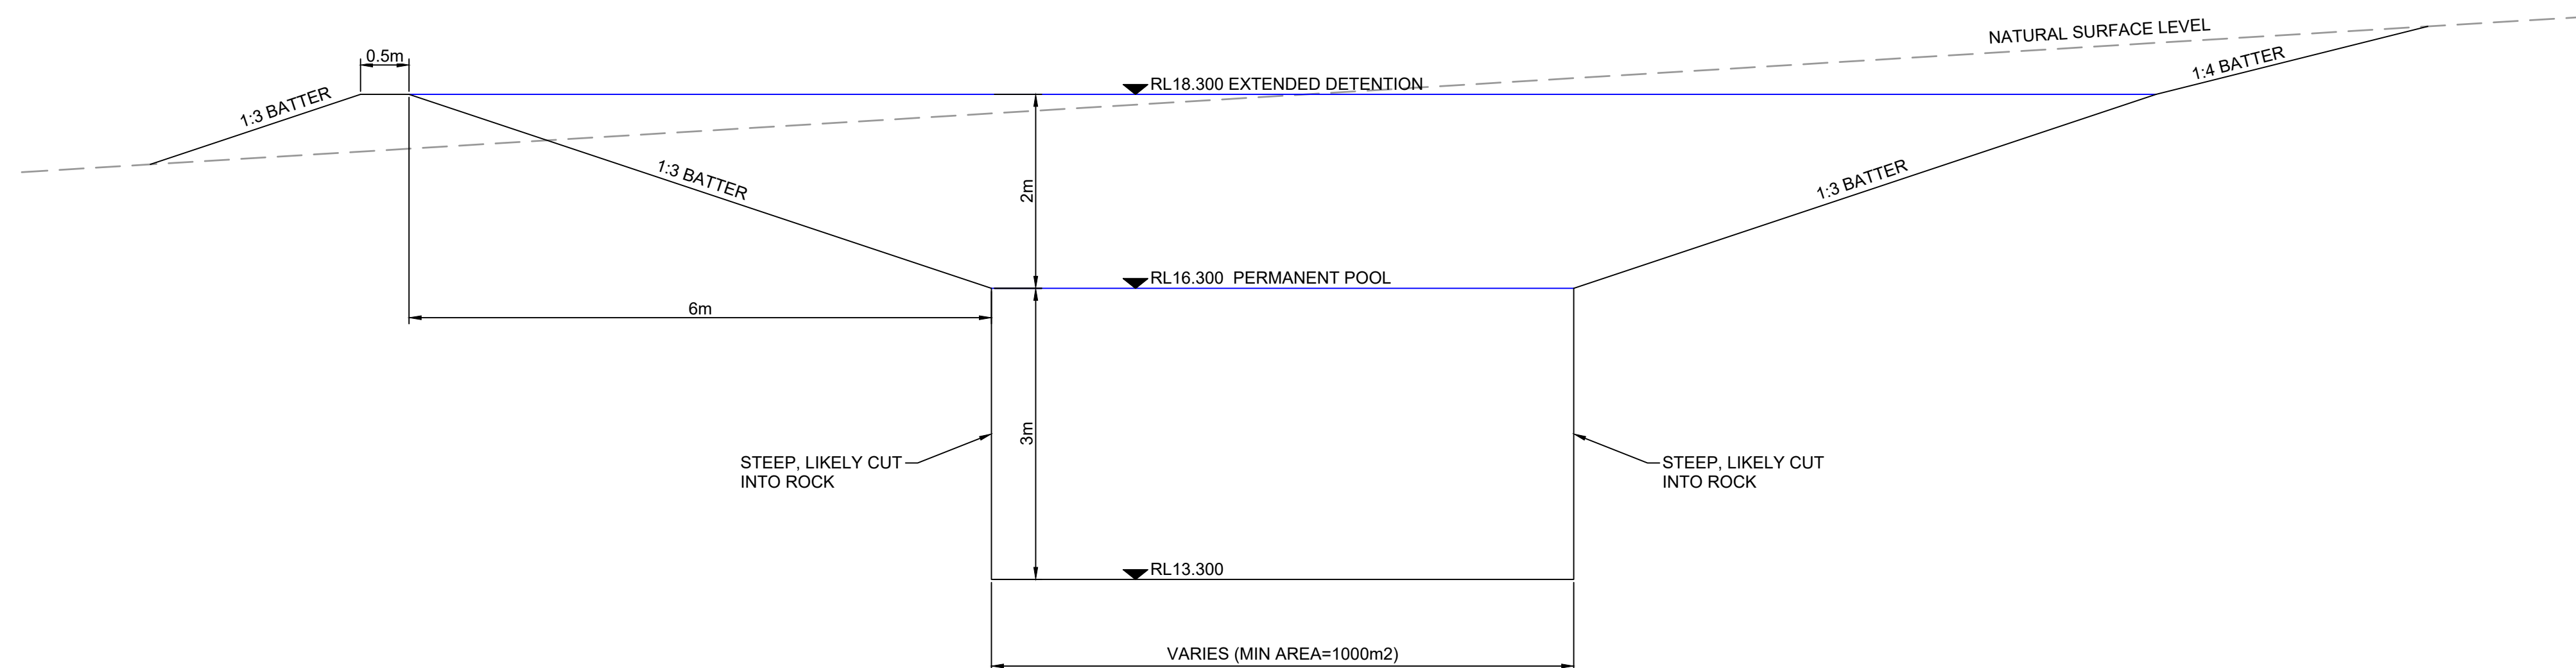 NATURAL SURFACE LEVEL
0.5m
1:3 BATTER
RL18.300 EXTENDED DETENTION
1:4 BATTER
1:3 BATTER
2m
1:3 BATTER
RL16.300  PERMANENT POOL
6m
3m
STEEP, LIKELY CUT
INTO ROCK
STEEP, LIKELY CUT
INTO ROCK
RL13.300
VARIES (MIN AREA=1000m2)